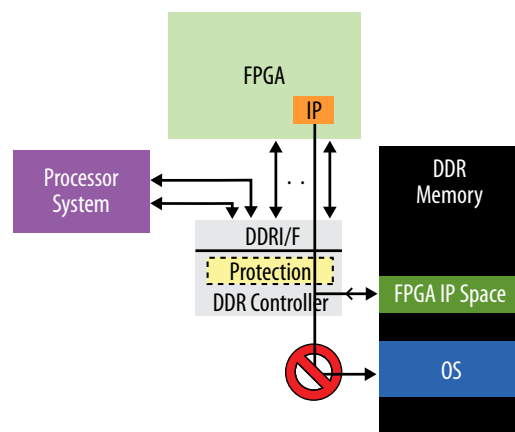 FPGA
IP
Processor
System
DDR
Memory
. .
DDRI/F
Protection
DDR Controller
FPGA IP Space
OS